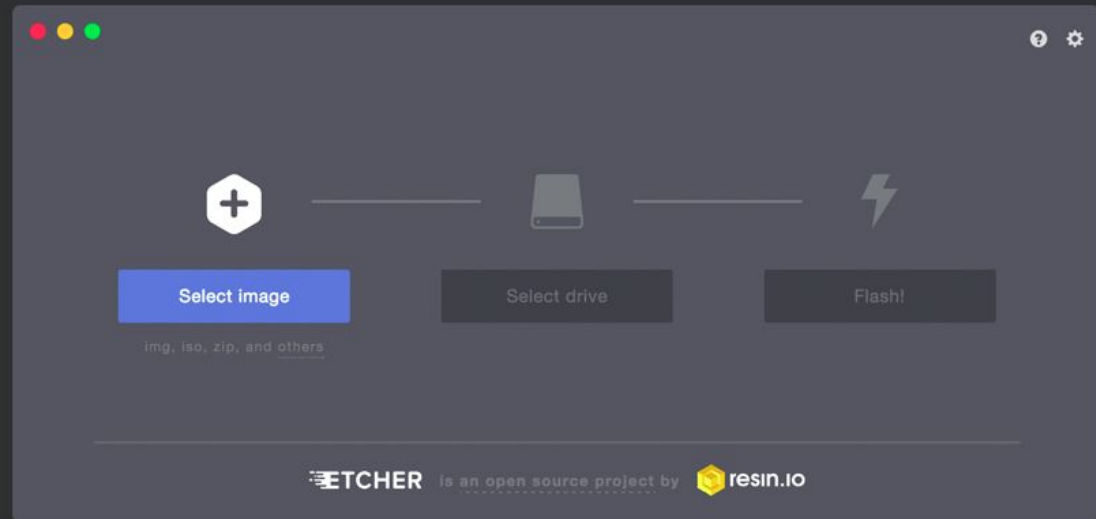 Select image
Select drive
Flash!
img, iso, zip, and others
ETCHER is an open source project by resin.io